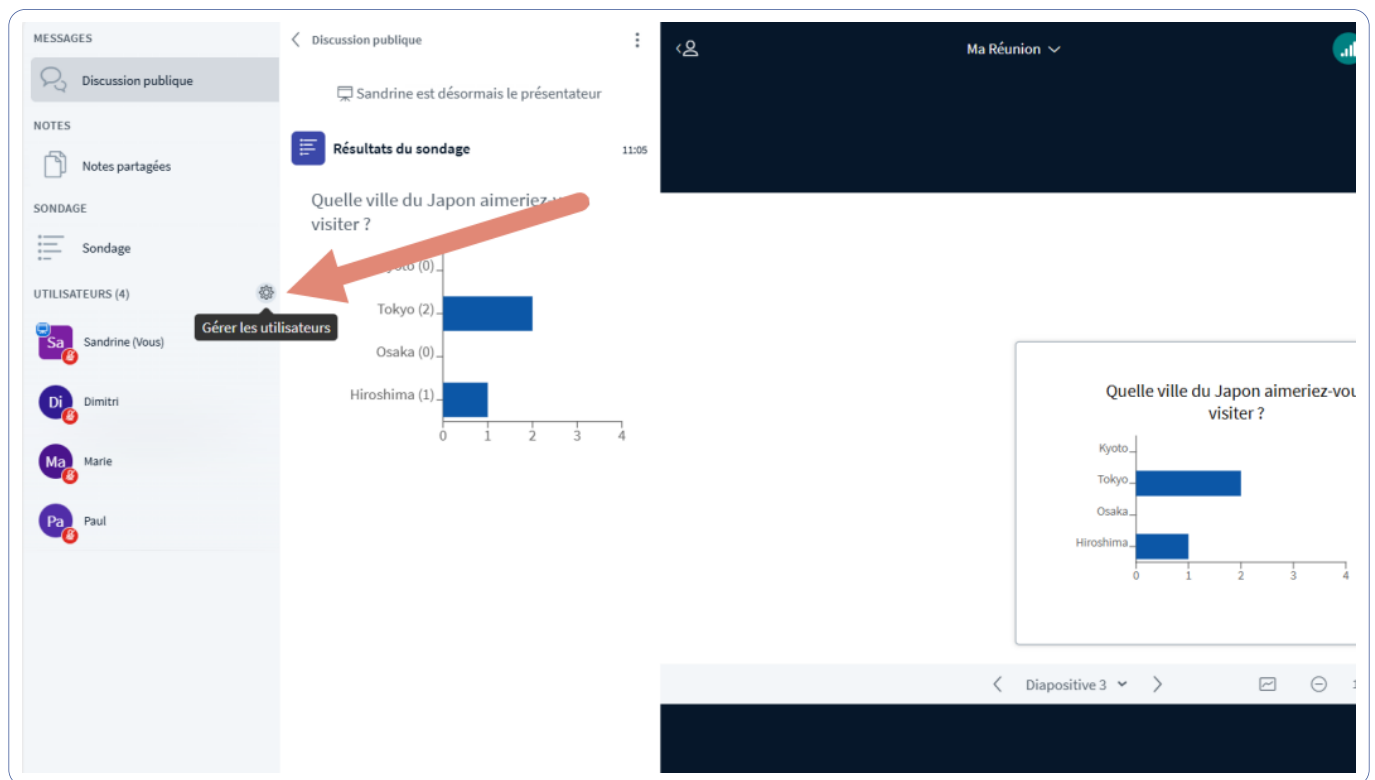 MESSAGES
Discussion publique
NOTES
Notes partagées
SONDAGE
Sondage
UTILISATEURS (4)
Gérer les utilisateurs
Sa
Sandrine (Vous)
Di
Dimitri
Ma
Marie
Pa
Paul
Discussion publique
Sandrine est désormais le présentateur
Résultats du sondage
11:05
Quelle ville du Japon aimeriez
visiter ?
(0)
Tokyo (2)
Osaka (0)
Hiroshima (1)
0 1 2 3 4
Ma Réunion
Quelle ville du Japon aimeriez-vou
visiter ?
Kyoto
Tokyo
Osaka
Hiroshima
0 1 2 3 4
Diapositive 3